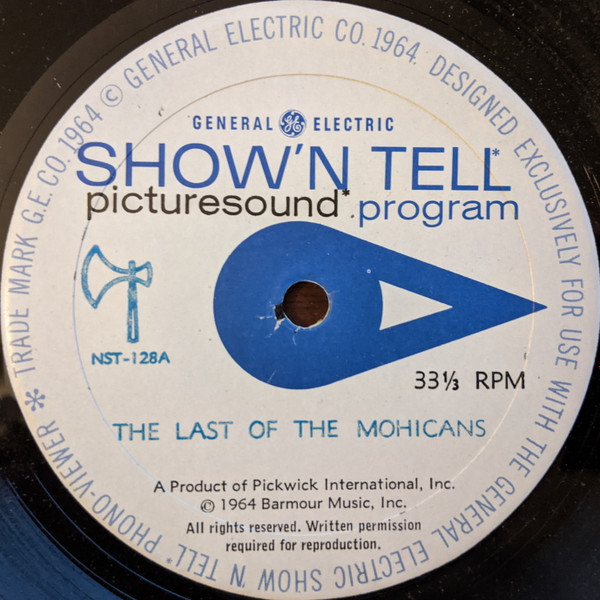 * TRADE MARK G.E. CO. 1964 © GENERAL ELECTRIC CO. 1964. DESIGNED EXCLUSIVELY FOR USE WITH THE GENERAL ELECTRIC SHOW 'N TELL* PHONO-VIEWER
GENERAL GE ELECTRIC
SHOW'N TELL*
picturesound*.program
NST-128A
33⅓ RPM
THE LAST OF THE MOHICANS
A Product of Pickwick International, Inc.
© 1964 Barmour Music, Inc.
All rights reserved. Written permission
required for reproduction.